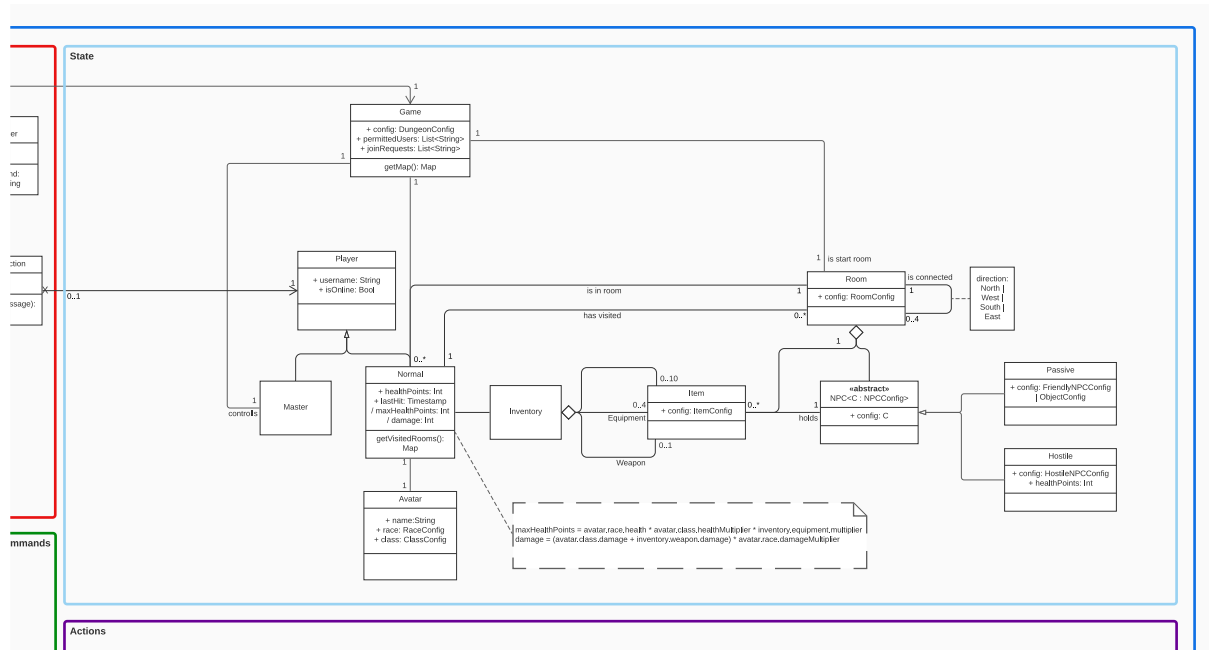 State
1
Game
+ config: DungeonConfig
+ permittedUsers: List<String>
+ joinRequests: List<String>
getMap(): Map
1
1
1
er
nd:
ing
ction
ssage):
0..1
1
Player
+ username: String
+ isOnline: Bool
1
is start room
Room
+ config: RoomConfig
is connected
1
0..4
direction:
North |
West |
South |
East
is in room
1
has visited
0..*
1
0..*
1
controls
Master
Normal
+ healthPoints: Int
+ lastHit: Timestamp
/ maxHealthPoints: Int
/ damage: Int
getVisitedRooms():
Map
1
1
Avatar
+ name:String
+ race: RaceConfig
+ class: ClassConfig
Inventory
0..10
0..4
Equipment
0..1
Weapon
Item
+ config: ItemConfig
0..*
1
1
holds
«abstract»
NPC<C : NPCConfig>
+ config: C
Passive
+ config: FriendlyNPCConfig
| ObjectConfig
Hostile
+ config: HostileNPCConfig
+ healthPoints: Int
maxHealthPoints = avatar,race,health * avatar.class,healthMultiplier * inventory,equipment,multiplier
damage = (avatar.class.damage + inventory.weapon.damage) * avatar.race.damageMultiplier
mmands
Actions